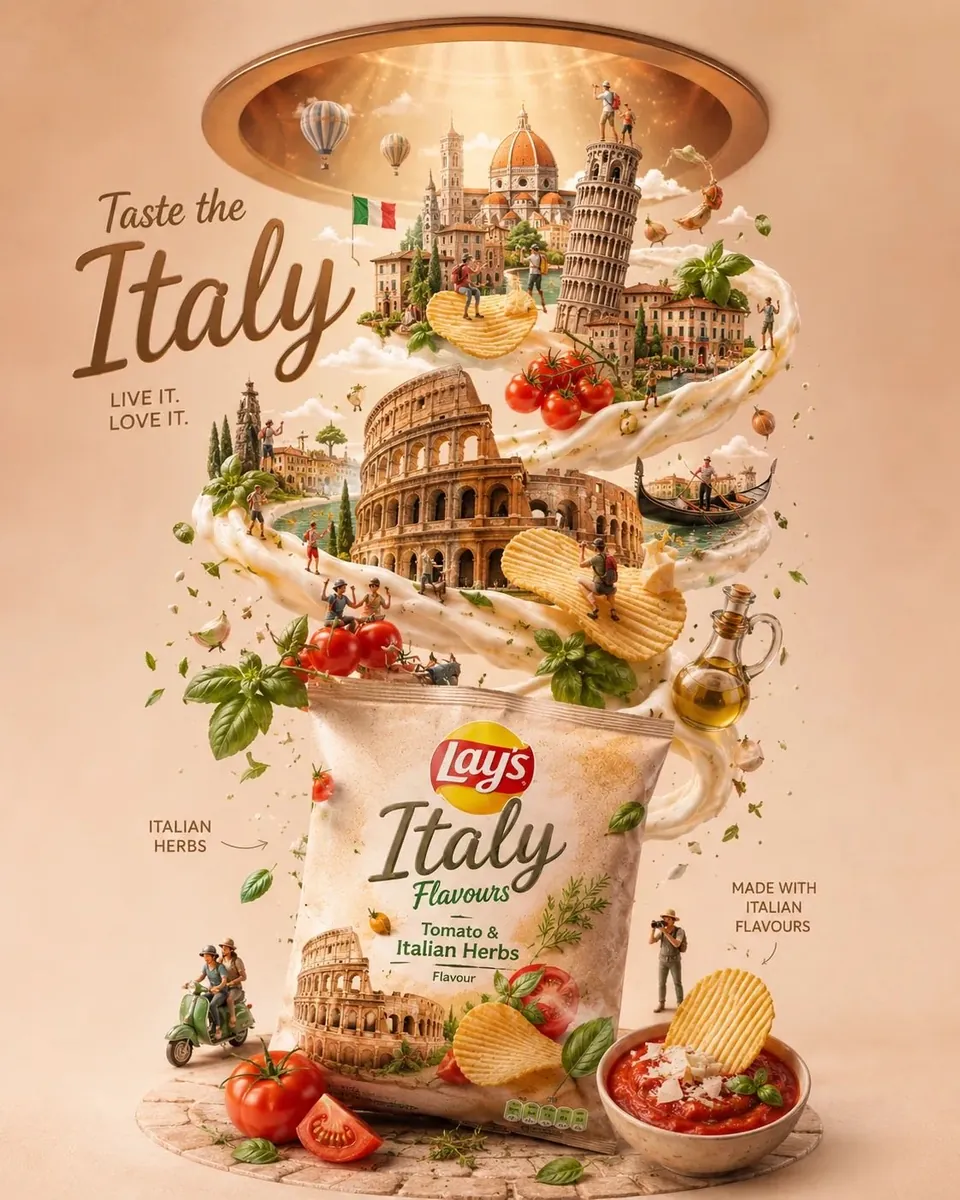 Taste the
Italy
LIVE IT.
LOVE IT.
Lay's
Italy
Flavours
Tomato &
Italian Herbs
Flavour
ITALIAN
HERBS
MADE WITH
ITALIAN
FLAVOURS